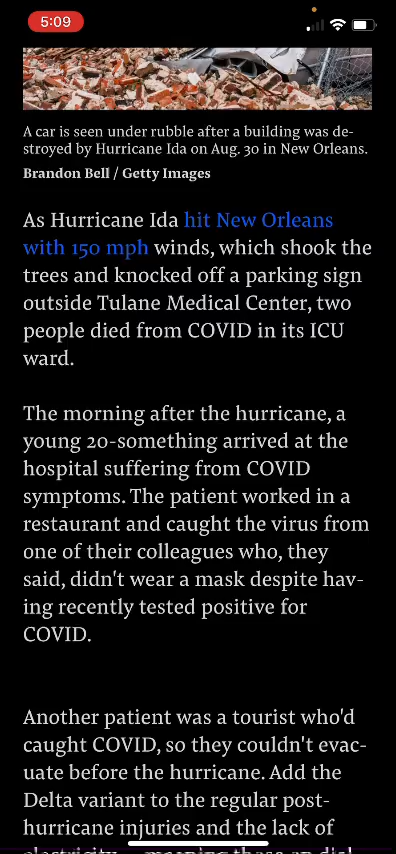 5:09
A car is seen under rubble after a building was de-
stroyed by Hurricane Ida on Aug. 30 in New Orleans.
Brandon Bell / Getty Images
As Hurricane Ida hit New Orleans
with 150 mph winds, which shook the
trees and knocked off a parking sign
outside Tulane Medical Center, two
people died from COVID in its ICU
ward.
The morning after the hurricane, a
young 20-something arrived at the
hospital suffering from COVID
symptoms. The patient worked in a
restaurant and caught the virus from
one of their colleagues who, they
said, didn't wear a mask despite hav-
ing recently tested positive for
COVID.
Another patient was a tourist who'd
caught COVID, so they couldn't evac-
uate before the hurricane. Add the
Delta variant to the regular post-
hurricane injuries and the lack of